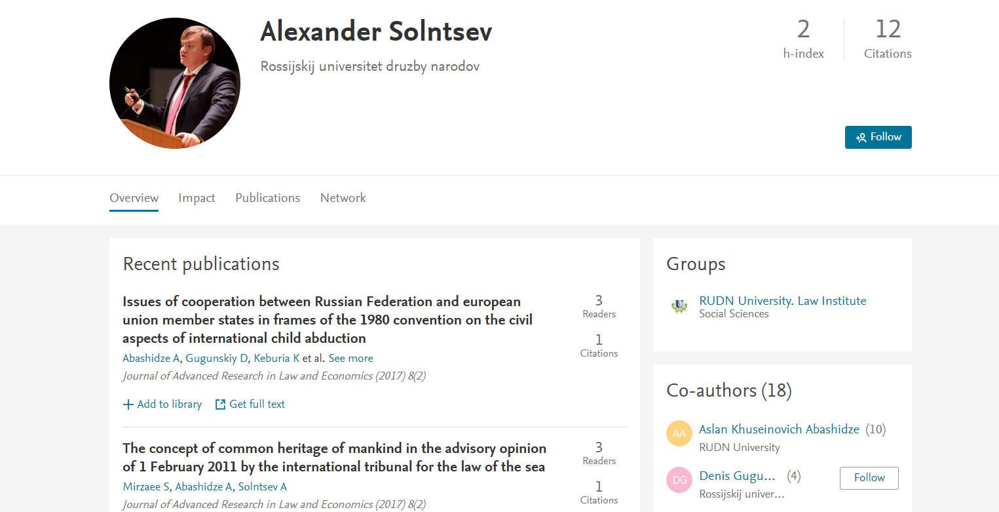 Alexander Solntsev
Rossijskij universitet druzby narodov
2
h-index
12
Citations
Follow
Overview
Impact
Publications
Network
Recent publications
Issues of cooperation between Russian Federation and european
union member states in frames of the 1980 convention on the civil
aspects of international child abduction
Abashidze A, Gugunskiy D, Keburia K et al. See more
Journal of Advanced Research in Law and Economics (2017) 8(2)
3
Readers
1
Citations
Add to library
Get full text
The concept of common heritage of mankind in the advisory opinion
of 1 February 2011 by the international tribunal for the law of the sea
Mirzaee S, Abashidze A, Solntsev A
Journal of Advanced Research in Law and Economics (2017) 8(2)
3
Readers
1
Citations
Groups
RUDN University. Law Institute
Social Sciences
Co-authors (18)
AA
Aslan Khuseinovich Abashidze (10)
RUDN University
DG
Denis Gugu... (4)
Rossijskij univer...
Follow